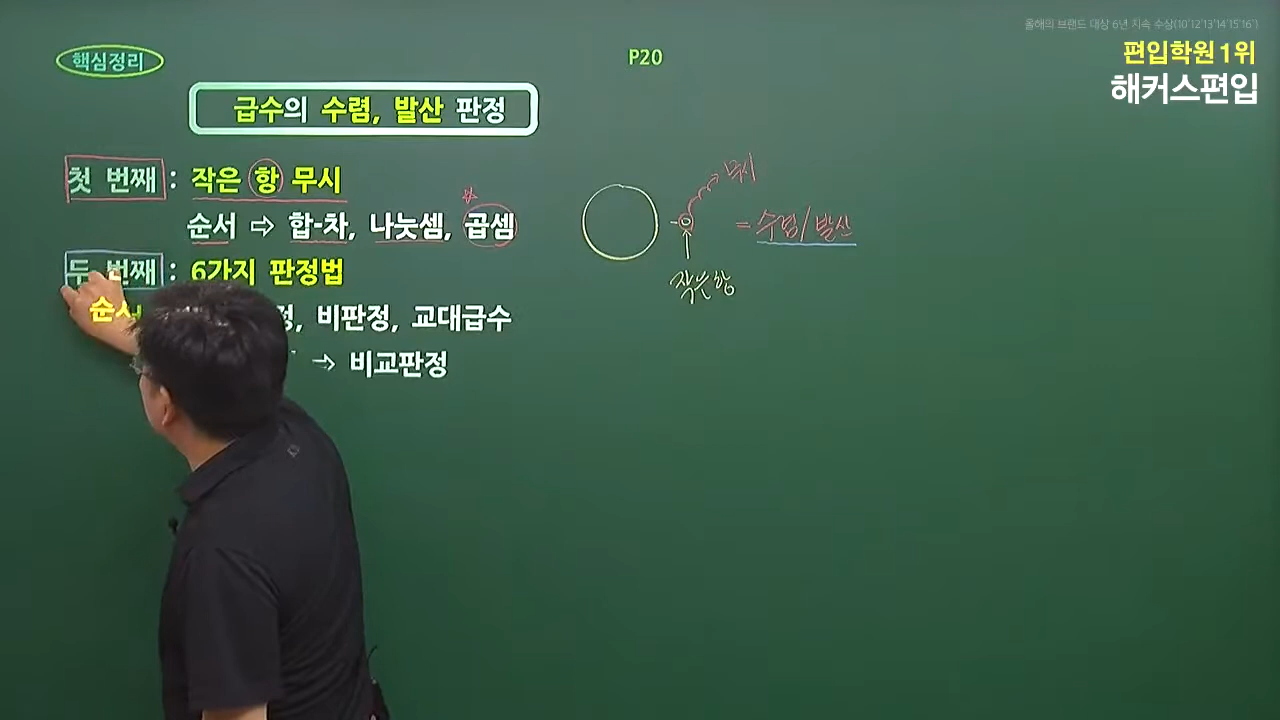 올해의 브랜드 대상 6년 지속 수상(10'12'13'14'15'16')
편입학원 1위
해커스편입
핵심정리
P20
급수의 수렴, 발산 판정
첫 번째 : 작은 항 무시
순서 ⇨ 합-차, 나눗셈, 곱셈
두 번째 : 6가지 판정법
순서 정, 비판정, 교대급수
→ 비교판정
무시
= 수렴/발산
작은항